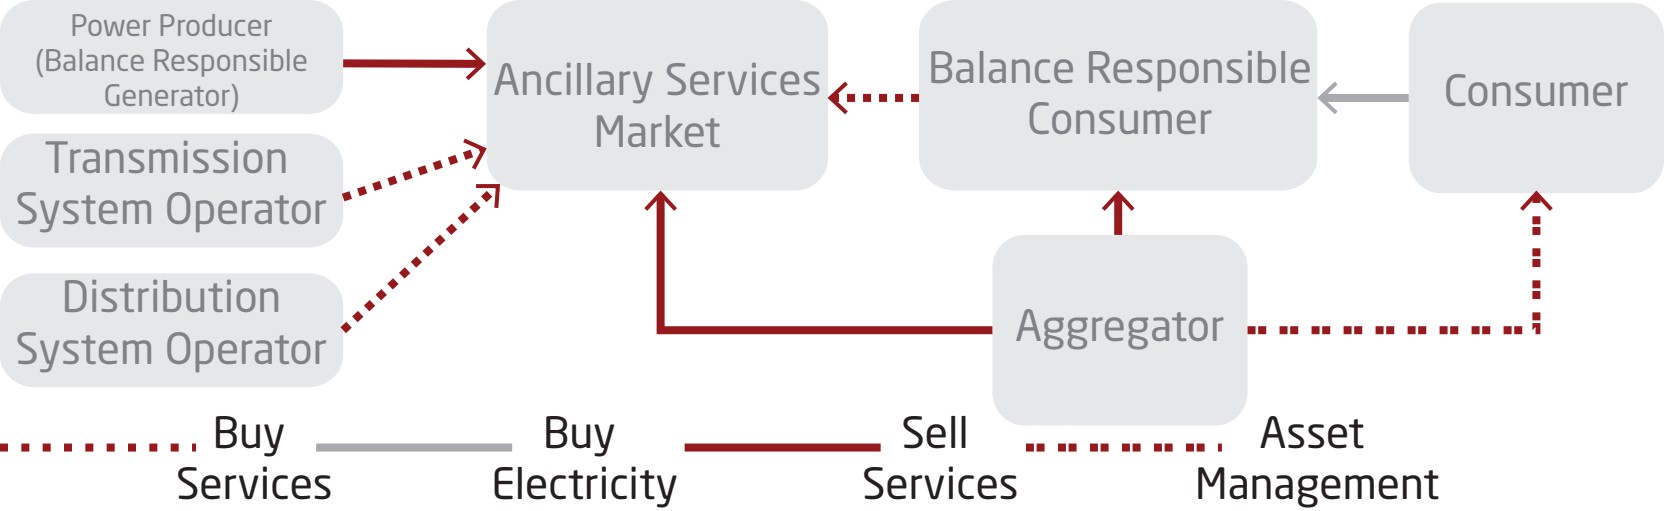 Power Producer
(Balance Responsible
Generator)
Transmission
System Operator
Distribution
System Operator
Ancillary Services
Market
Balance Responsible
Consumer
Consumer
Aggregator
Buy
Services
Buy
Electricity
Sell
Services
Asset
Management